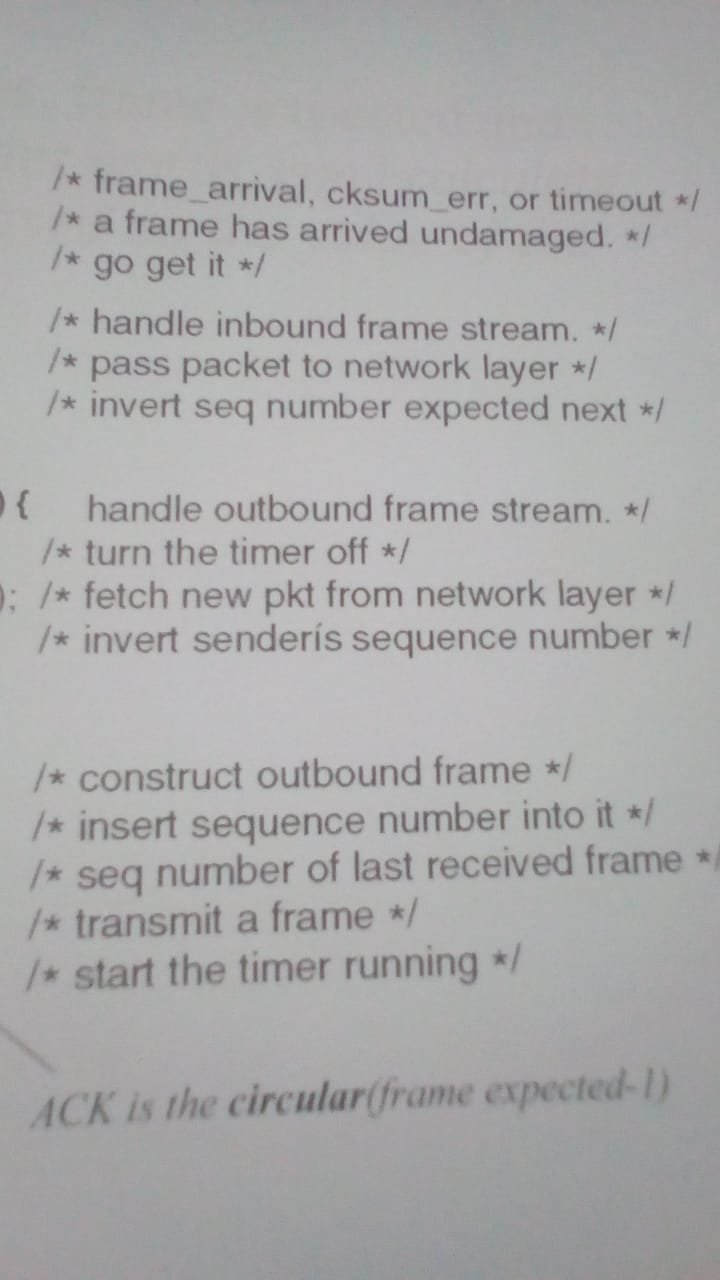 /* frame_arrival, cksum_err, or timeout */
/* a frame has arrived undamaged. */
/* go get it */
/* handle inbound frame stream. */
/* pass packet to network layer */
/* invert seq number expected next */
) {     handle outbound frame stream. */
/* turn the timer off */
); /* fetch new pkt from network layer */
/* invert senderís sequence number */
/* construct outbound frame */
/* insert sequence number into it */
/* seq number of last received frame */
/* transmit a frame */
/* start the timer running */
ACK is the circular(frame expected-1)